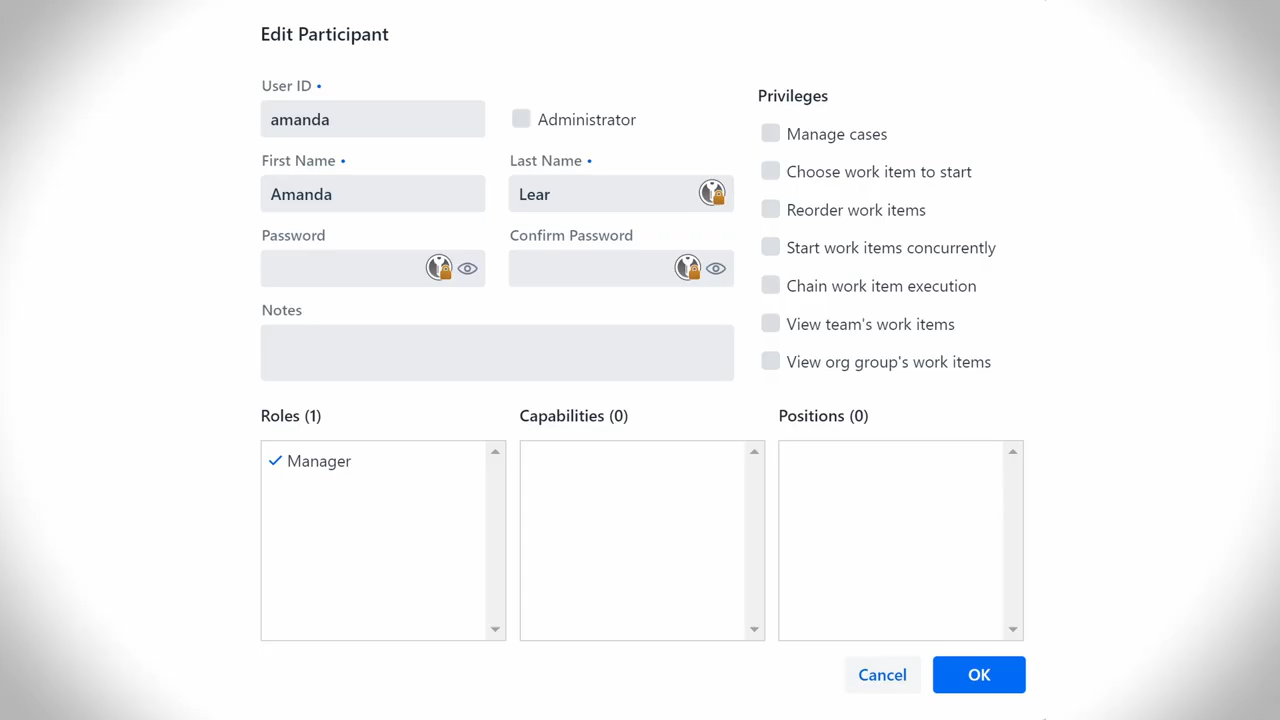 Edit Participant
User ID •
amanda
Administrator
First Name •
Amanda
Last Name •
Lear
Password
Confirm Password
Notes
Privileges
Manage cases
Choose work item to start
Reorder work items
Start work items concurrently
Chain work item execution
View team's work items
View org group's work items
Roles (1)
Manager
Capabilities (0)
Positions (0)
Cancel
OK